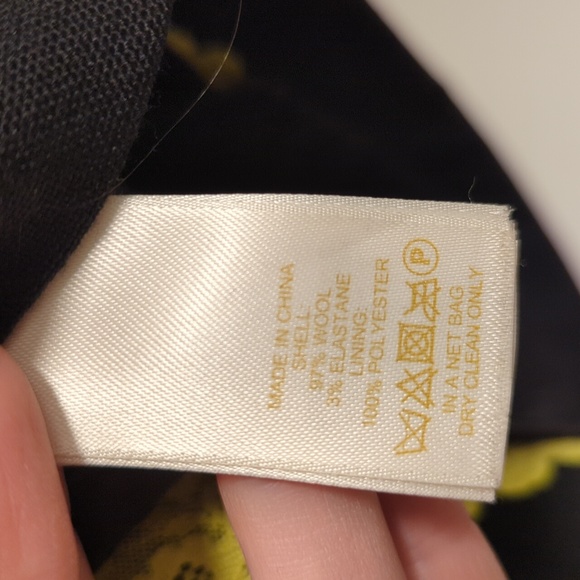 MADE IN CHINA
SHELL
97% WOOL
3% ELASTANE
LINING:
100% POLYESTER
P
IN A NET BAG
DRY CLEAN ONLY